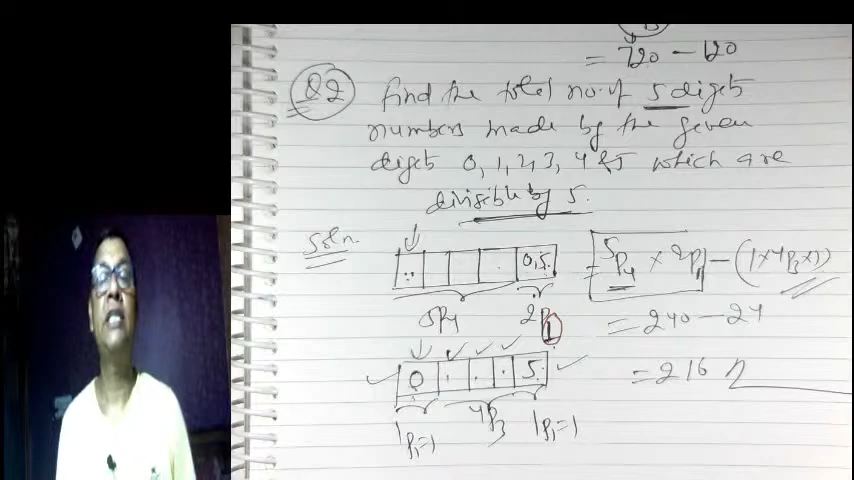 = 720 - 120
Q2 Find the total no. of 5 digets
numbers made by the given
digets 0, 1, 2, 3, 4 & 5 which are
divisible by 5.
Soln.
0,5 = 5P4 × 2P1 - (1×4P3×1)
5P4 2P1 = 240 - 24
0 5 = 216
1P1=1 4P3 1P1=1